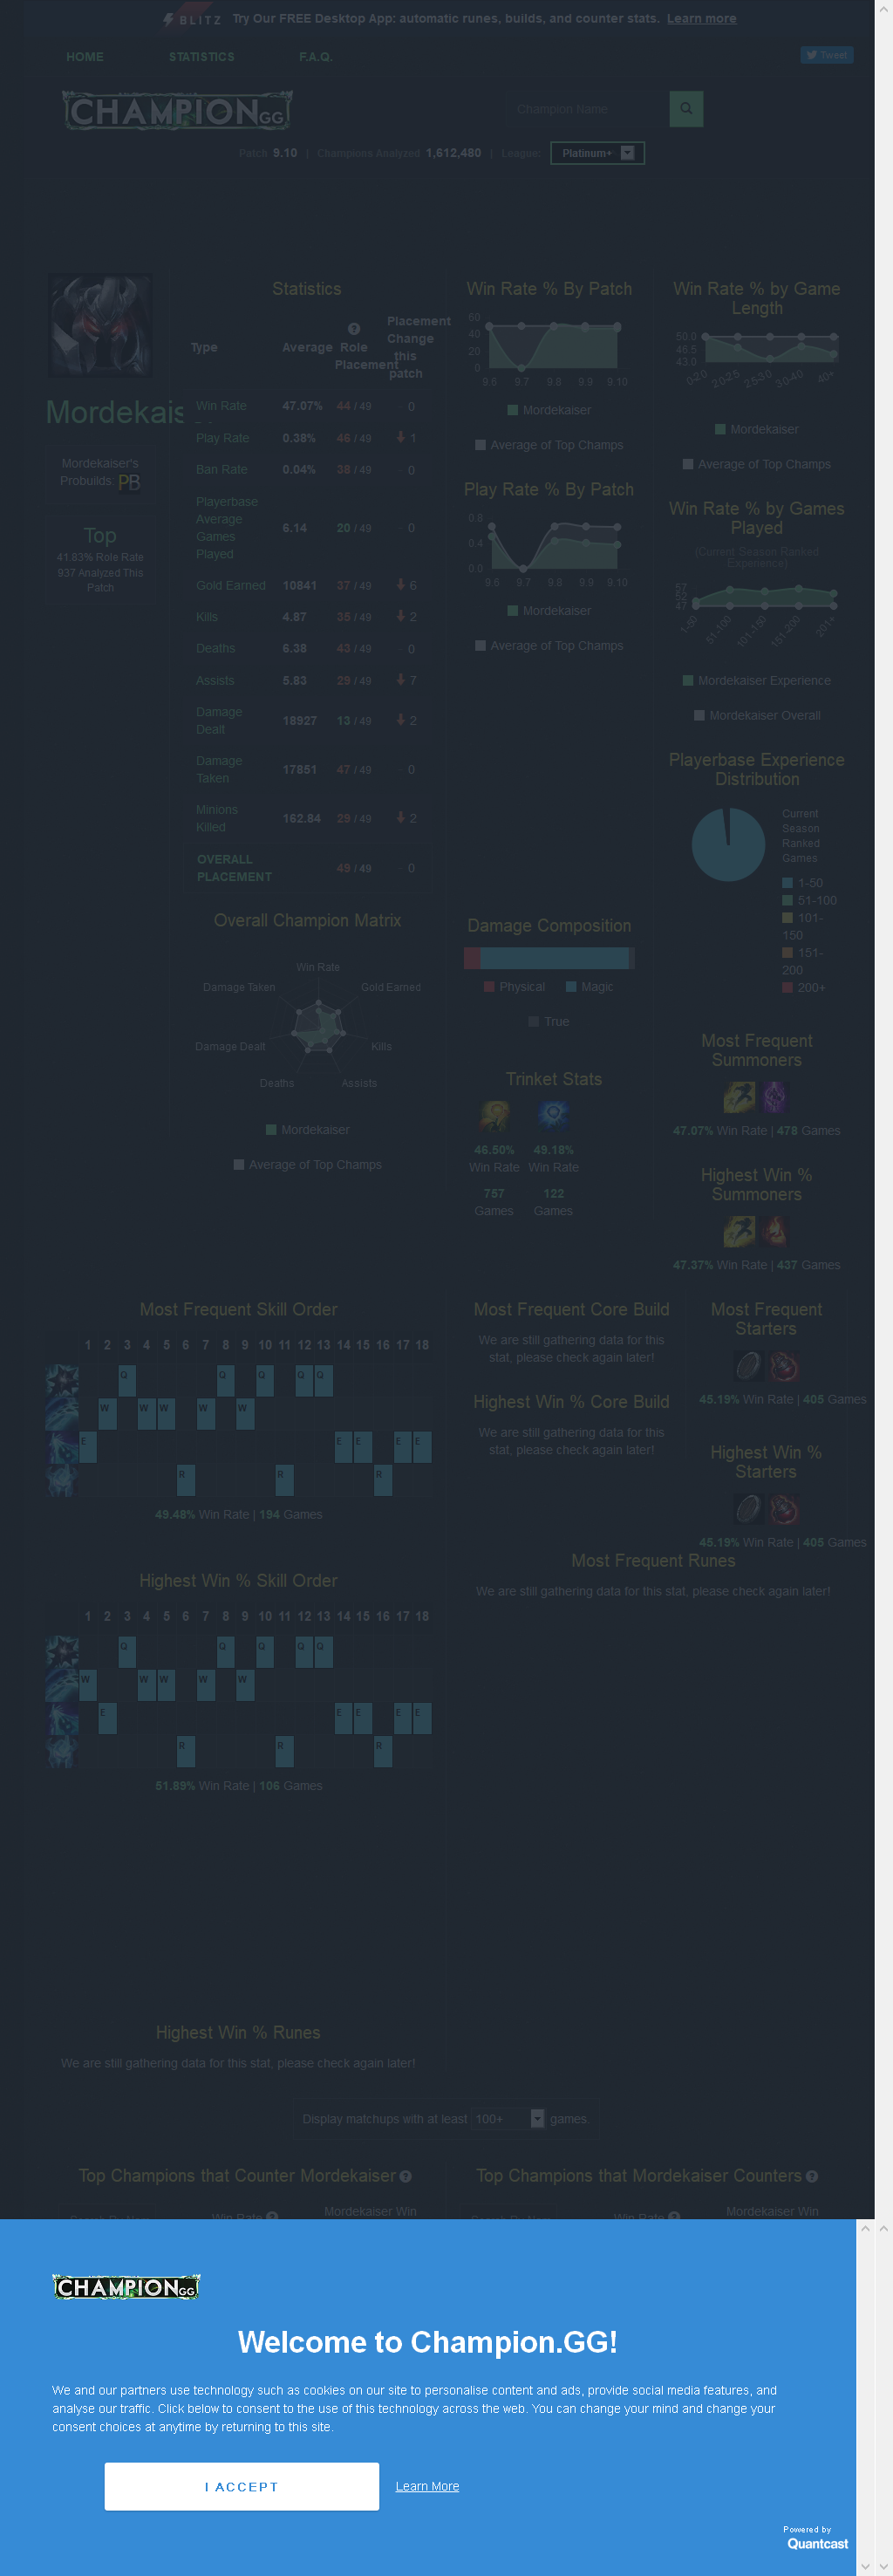 BLITZ Try Our FREE Desktop App: automatic runes, builds, and counter stats. Learn more
HOME STATISTICS F.A.Q. Tweet
CHAMPION.GG
Champion Name
Patch 9.10 | Champions Analyzed 1,612,480 | League: Platinum+
Mordekais
Mordekaiser's
Probuilds: PB
Top
41.83% Role Rate
937 Analyzed This
Patch
Statistics
Type Average Role Placement Placement Change this patch
Win Rate 47.07% 44 / 49 0
Play Rate 0.38% 46 / 49 1
Ban Rate 0.04% 38 / 49 0
Playerbase
Average
Games
Played
6.14 20 / 49 0
Gold Earned 10841 37 / 49 6
Kills 4.87 35 / 49 2
Deaths 6.38 43 / 49 0
Assists 5.83 29 / 49 7
Damage
Dealt
18927 13 / 49 2
Damage
Taken
17851 47 / 49 0
Minions
Killed
162.84 29 / 49 2
OVERALL
PLACEMENT
49 / 49 0
Overall Champion Matrix
Win Rate
Damage Taken Gold Earned
Damage Dealt Kills
Deaths Assists
Mordekaiser
Average of Top Champs
Win Rate % By Patch
60
40
20
0
9.6 9.7 9.8 9.9 9.10
Mordekaiser
Average of Top Champs
Play Rate % By Patch
0.8
0.4
0.0
9.6 9.7 9.8 9.9 9.10
Mordekaiser
Average of Top Champs
Damage Composition
Physical Magic
True
Trinket Stats
46.50% 49.18%
Win Rate Win Rate
757 122
Games Games
Win Rate % by Game
Length
50.0
46.5
43.0
0-20 20-25 25-30 30-40 40+
Mordekaiser
Average of Top Champs
Win Rate % by Games
Played
(Current Season Ranked
Experience)
57
52
47
1-50 51-100 101-150 151-200 201+
Mordekaiser Experience
Mordekaiser Overall
Playerbase Experience
Distribution
Current
Season
Ranked
Games
1-50
51-100
101-
150
151-
200
200+
Most Frequent
Summoners
47.07% Win Rate | 478 Games
Highest Win %
Summoners
47.37% Win Rate | 437 Games
Most Frequent Skill Order
1 2 3 4 5 6 7 8 9 10 11 12 13 14 15 16 17 18
Q Q Q Q Q
W W W W W
E E E E E
R R R
49.48% Win Rate | 194 Games
Highest Win % Skill Order
1 2 3 4 5 6 7 8 9 10 11 12 13 14 15 16 17 18
Q Q Q Q Q
W W W W W
E E E E E
R R R
51.89% Win Rate | 106 Games
Most Frequent Core Build
We are still gathering data for this
stat, please check again later!
Highest Win % Core Build
We are still gathering data for this
stat, please check again later!
Most Frequent
Starters
45.19% Win Rate | 405 Games
Highest Win %
Starters
45.19% Win Rate | 405 Games
Most Frequent Runes
We are still gathering data for this stat, please check again later!
Highest Win % Runes
We are still gathering data for this stat, please check again later!
Display matchups with at least 100+ games
Top Champions that Counter Mordekaiser
Win Rate Mordekaiser Win
Top Champions that Mordekaiser Counters
Win Rate Mordekaiser Win
CHAMPION.GG
Welcome to Champion.GG!
We and our partners use technology such as cookies on our site to personalise content and ads, provide social media features, and
analyse our traffic. Click below to consent to the use of this technology across the web. You can change your mind and change your
consent choices at anytime by returning to this site.
I ACCEPT Learn More
Powered by
Quantcast